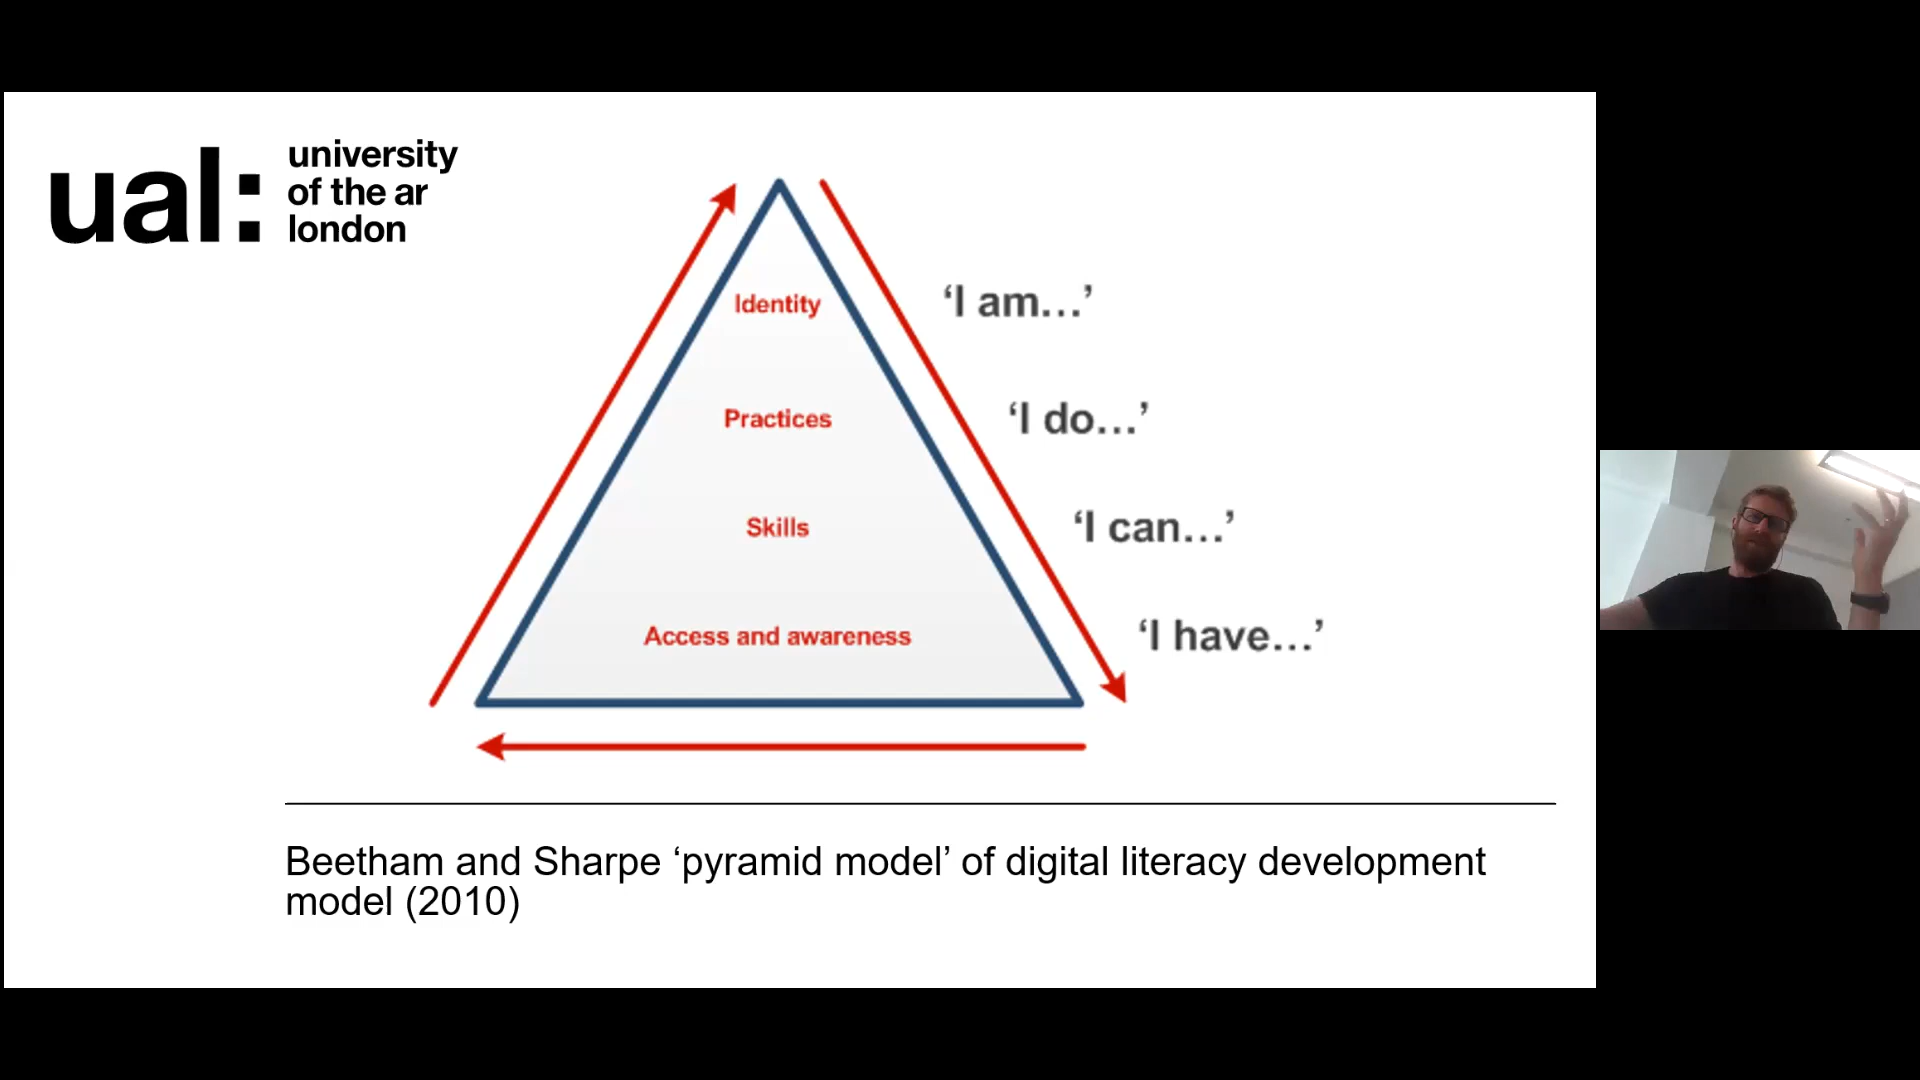 ual:
university
of the ar
london
Identity
'I am...'
Practices
'I do...'
Skills
'I can...'
Access and awareness
'I have...'
Beetham and Sharpe ‘pyramid model’ of digital literacy development
model (2010)